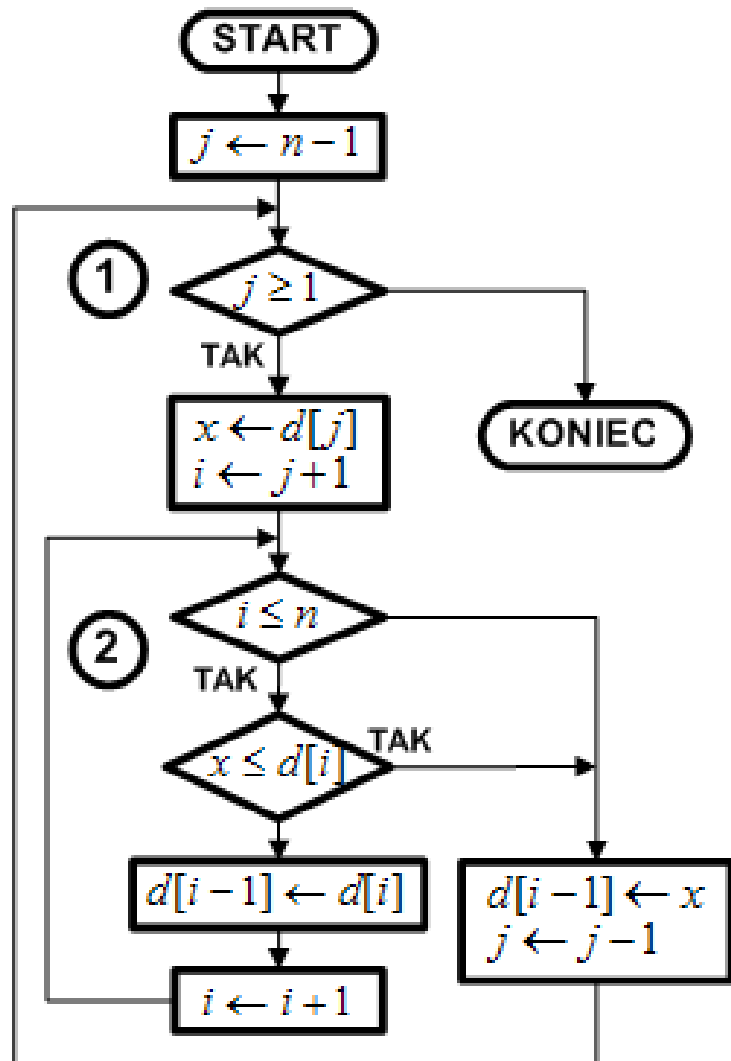 START
j ← n – 1
1
j ≥ 1
TAK
x ← d[j]
i ← j + 1
KONIEC
i ≤ n
2
TAK
x ≤ d[i]
TAK
d[i – 1] ← d[i]
i ← i + 1
d[i – 1] ← x
j ← j – 1